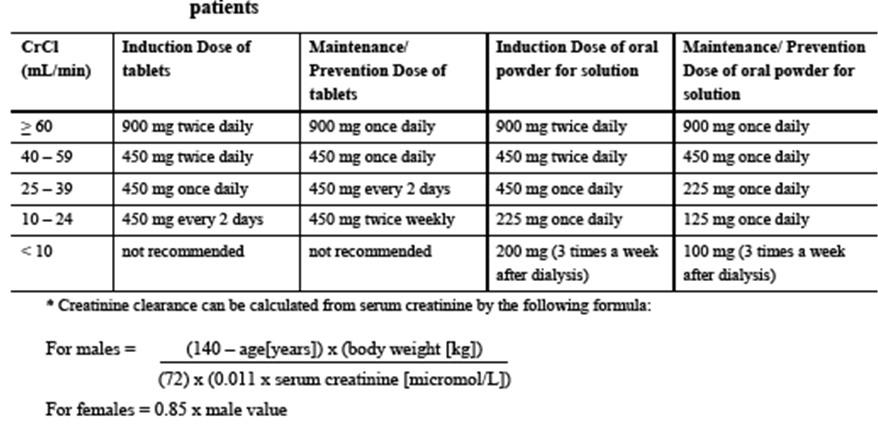 patients
CrCl (mL/min) | Induction Dose of tablets | Maintenance/ Prevention Dose of tablets | Induction Dose of oral powder for solution | Maintenance/ Prevention Dose of oral powder for solution
≥ 60 | 900 mg twice daily | 900 mg once daily | 900 mg twice daily | 900 mg once daily
40 – 59 | 450 mg twice daily | 450 mg once daily | 450 mg twice daily | 450 mg once daily
25 – 39 | 450 mg once daily | 450 mg every 2 days | 450 mg once daily | 225 mg once daily
10 – 24 | 450 mg every 2 days | 450 mg twice weekly | 225 mg once daily | 125 mg once daily
< 10 | not recommended | not recommended | 200 mg (3 times a week after dialysis) | 100 mg (3 times a week after dialysis)
* Creatinine clearance can be calculated from serum creatinine by the following formula:
For males = (140 – age[years]) x (body weight [kg])
(72) x (0.011 x serum creatinine [micromol/L])
For females = 0.85 x male value